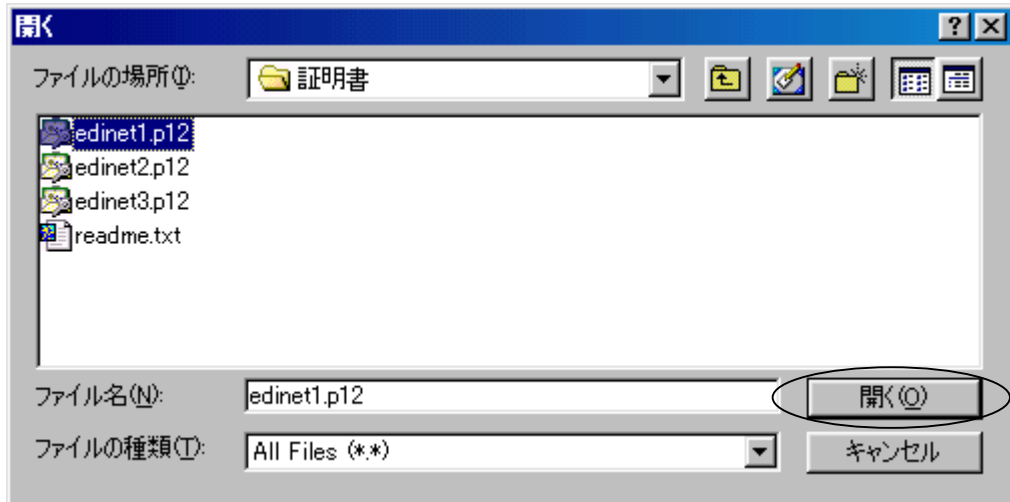 開く
ファイルの場所(I): 証明書
edinet1.p12
edinet2.p12
edinet3.p12
readme.txt
ファイル名(N): edinet1.p12 開く(O)
ファイルの種類(T): All Files (*.*) キャンセル